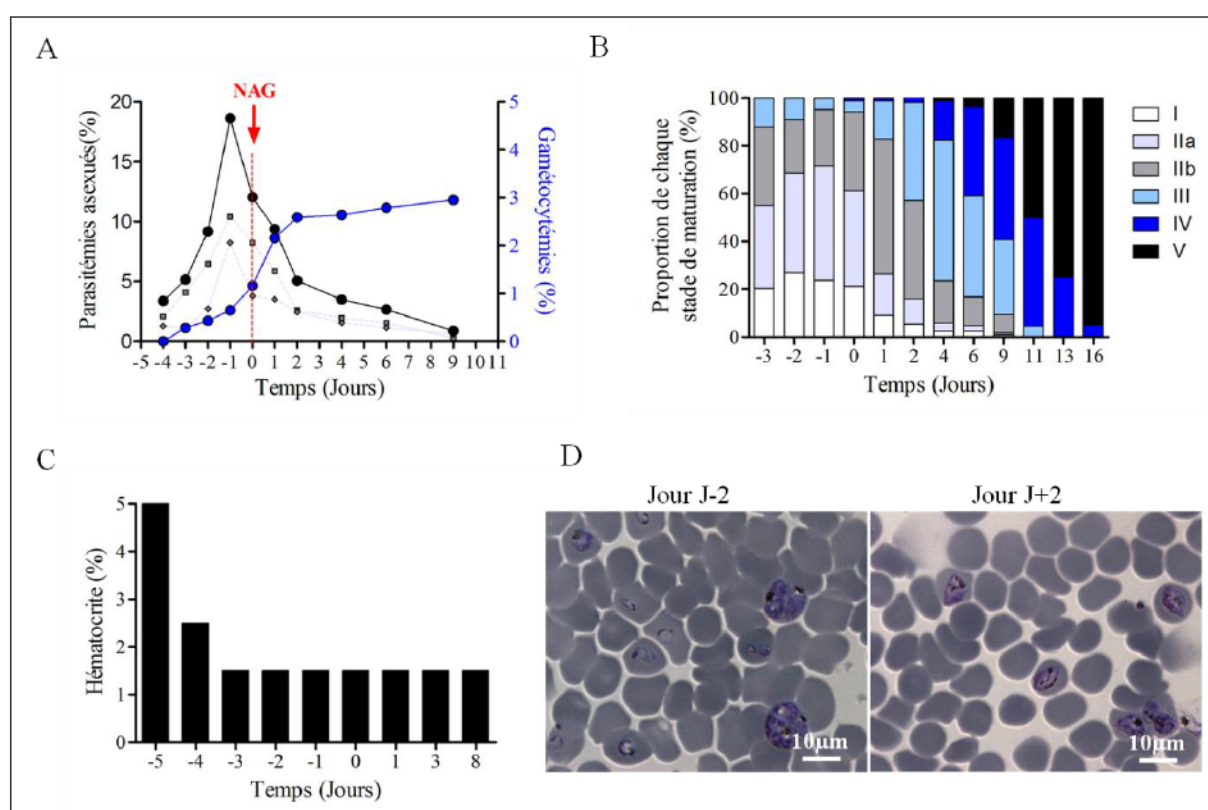 A
NAG
Parasitémies asexués(%)
20
15
10
5
0
5
4
3
2
1
0
Gamétocytémies (%)
-5 -4 -3 -2 -1 0 1 2 3 4 5 6 7 8 9 10 11
Temps (Jours)
B
Proportion de chaque
stade de maturation (%)
100
80
60
40
20
0
-3 -2 -1 0 1 2 4 6 9 11 13 16
Temps (Jours)
I
IIa
IIb
III
IV
V
C
Hématocrite (%)
5
4
3
2
1
0
-5 -4 -3 -2 -1 0 1 3 8
Temps (Jours)
D
Jour J-2
Jour J+2
10µm
10µm